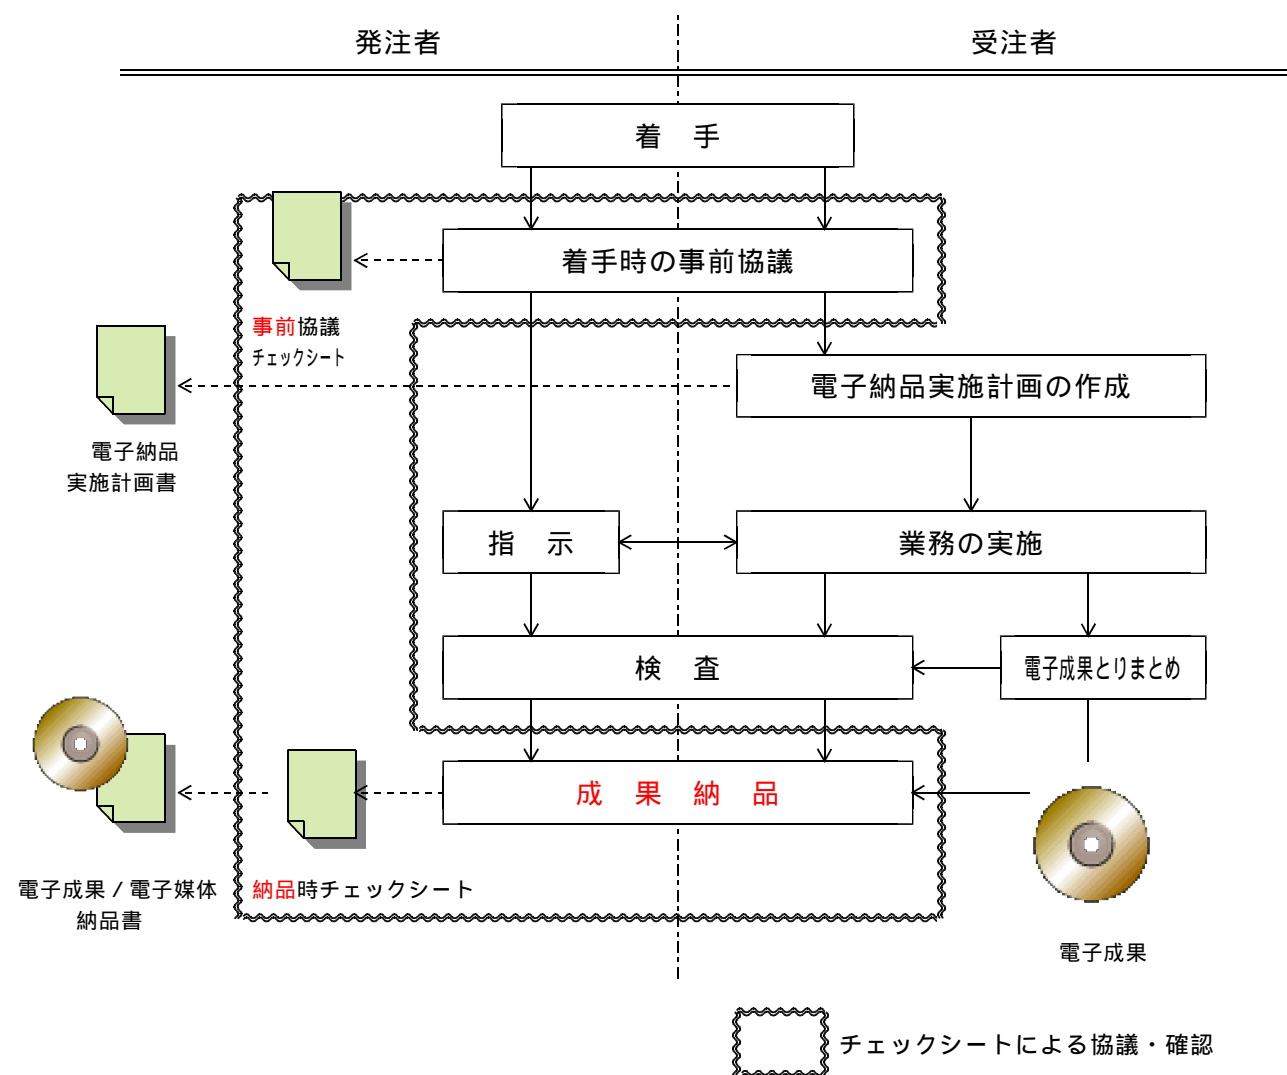 発注者
受注者
着　手
着手時の事前協議
事前協議
チェックシート
電子納品実施計画の作成
電子納品
実施計画書
指　示
業務の実施
検　査
電子成果とりまとめ
成　果　納　品
電子成果/電子媒体
納品書
納品時チェックシート
電子成果
チェックシートによる協議・確認